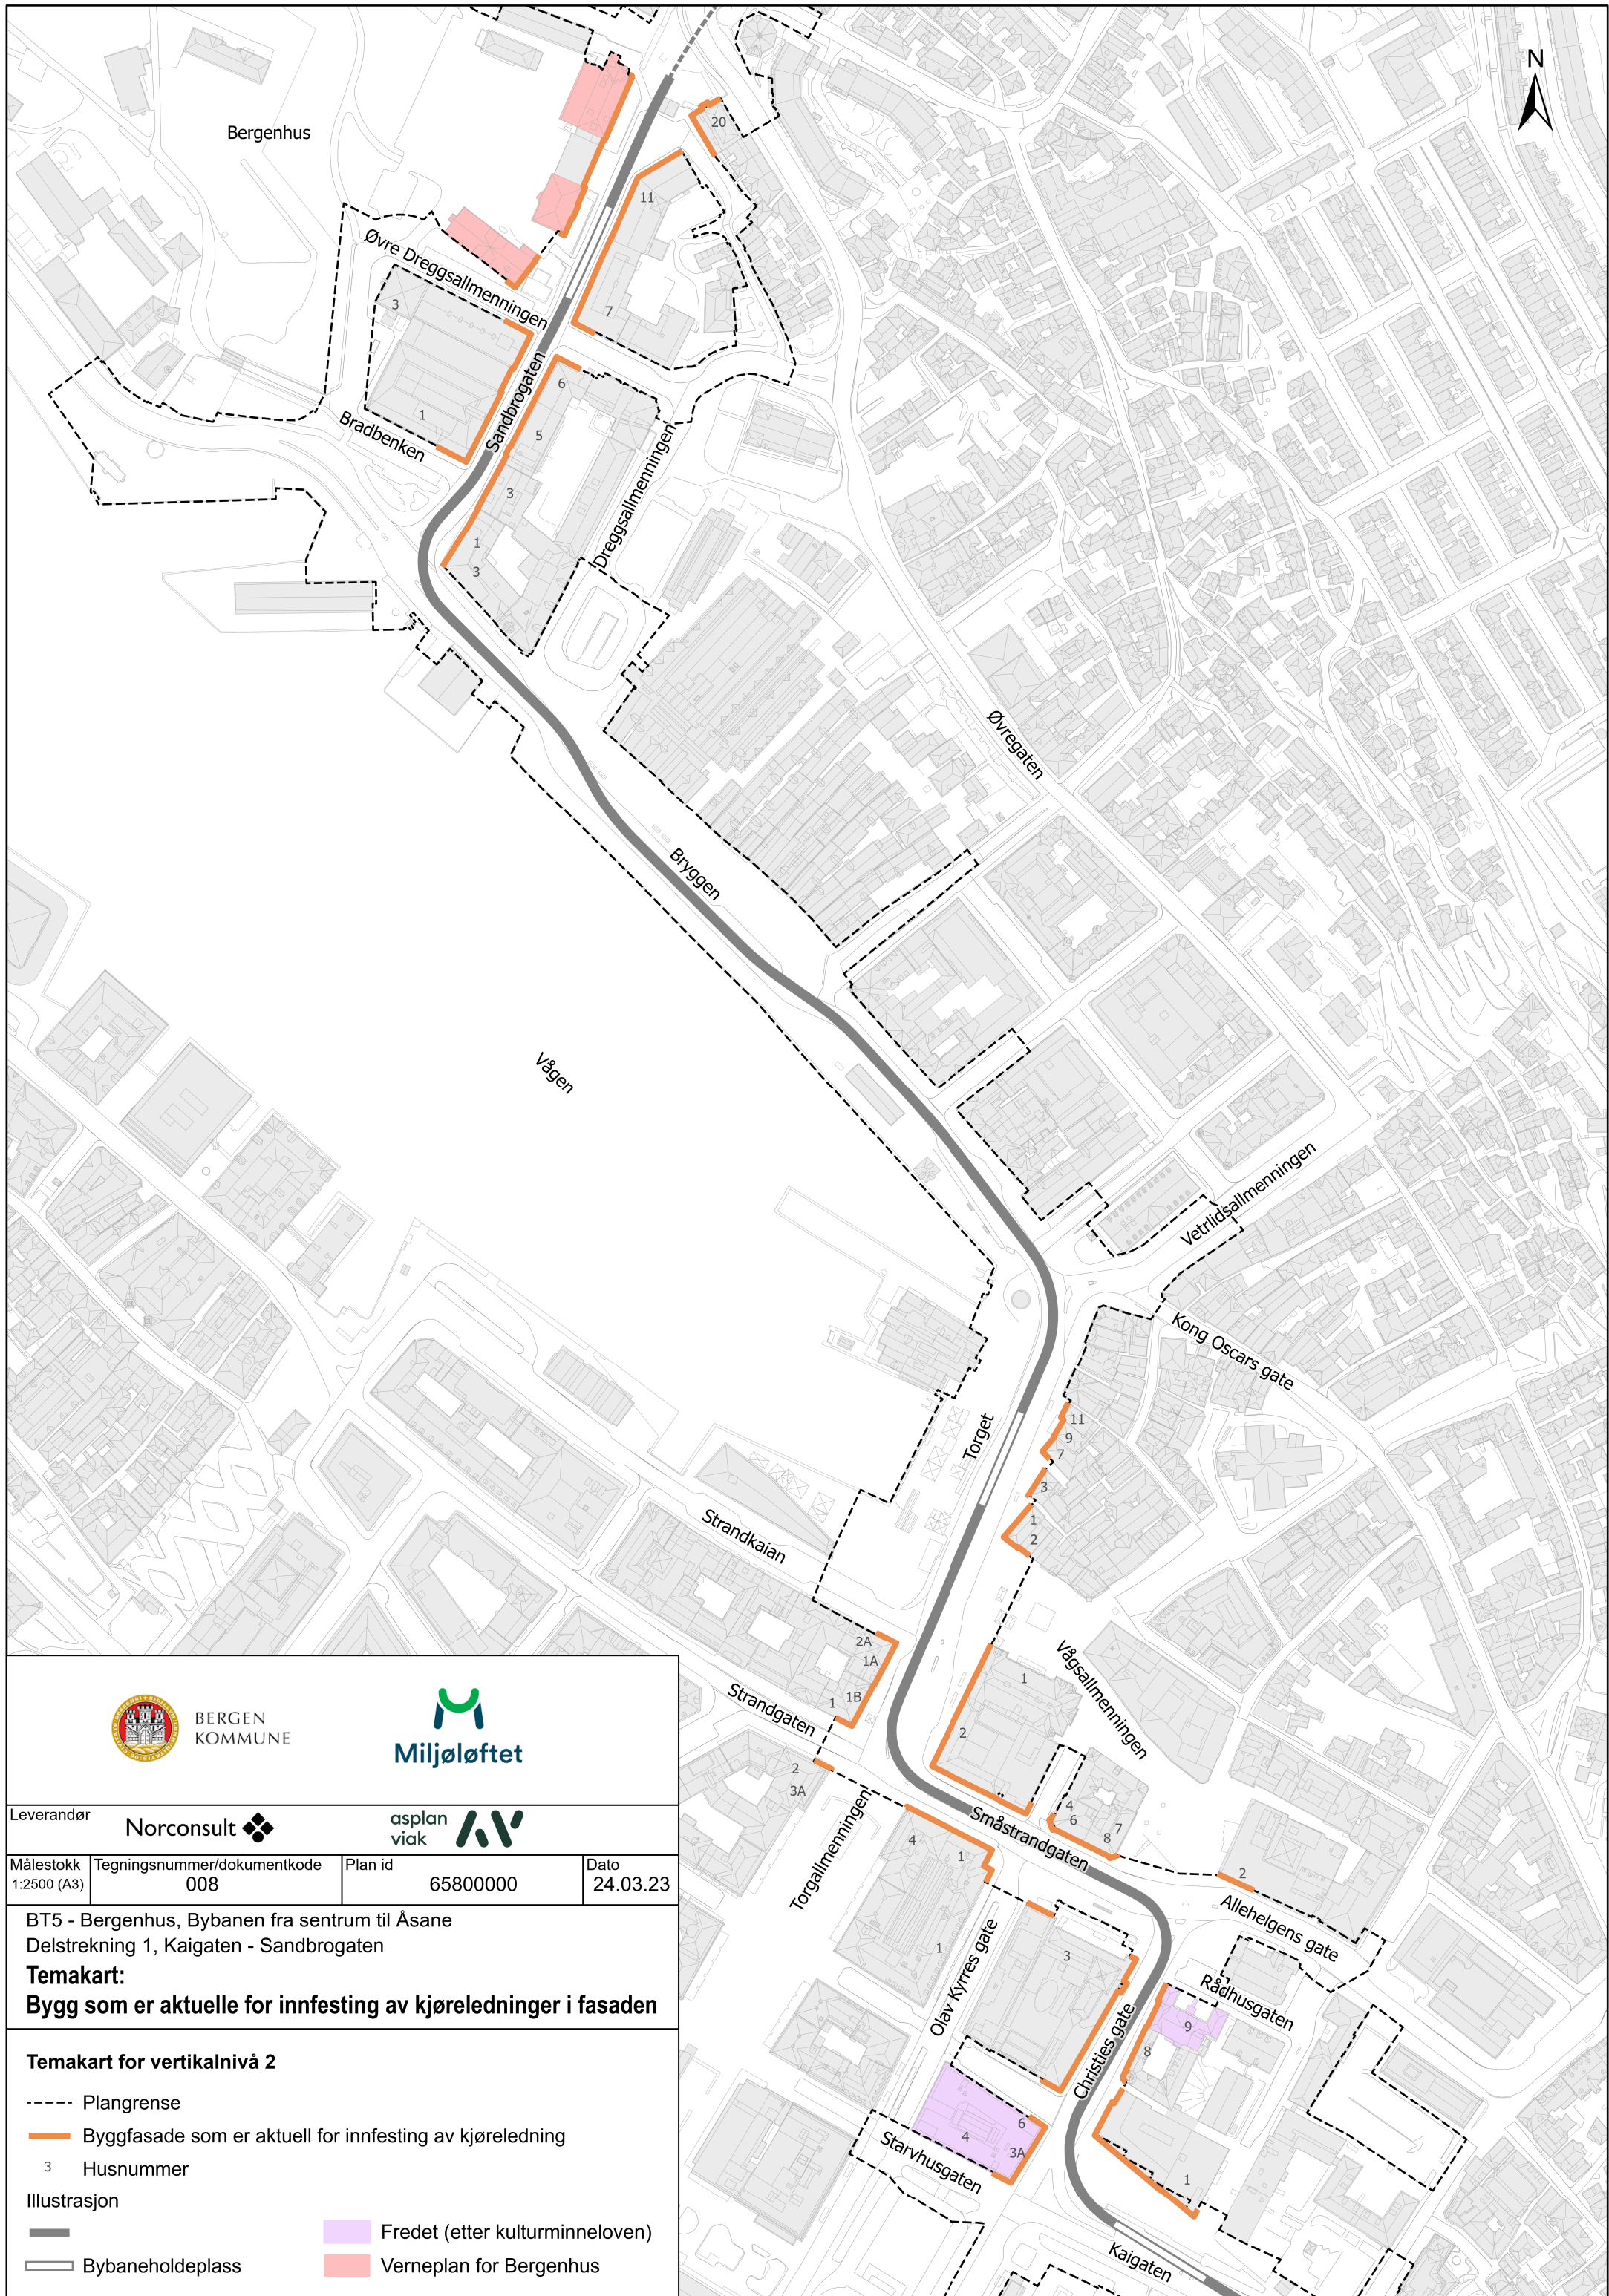 N
Bergenhus
20
11
Øvre Dreggsallmenningen
3
7
Sandbrogaten
6
1
5
Bradbenken
3
Dreggsallmenningen
1
3
Øvregaten
Bryggen
Vågen
Vetrlidsallmenningen
Kong Oscars gate
11
9
7
Torget
3
1
2
Strandkaian
2A
1A
1B
1
Vågsallmenningen
1
2
Strandgaten
2
3A
4
6
7
8
Småstrandgaten
4
1
Torgallmenningen
2
Allehelgens gate
1
Olav Kyrres gate
3
Rådhusgaten
9
8
Christies gate
6
4
3A
Starvhusgaten
1
Kaigaten
BERGEN
KOMMUNE
Miljøløftet
Leverandør
Norconsult
asplan
viak
Målestokk
1:2500 (A3)
Tegningsnummer/dokumentkode
008
Plan id
65800000
Dato
24.03.23
BT5 - Bergenhus, Bybanen fra sentrum til Åsane
Delstrekning 1, Kaigaten - Sandbrogaten
Temakart:
Bygg som er aktuelle for innfesting av kjøreledninger i fasaden
Temakart for vertikalnivå 2
Plangrense
Byggfasade som er aktuell for innfesting av kjøreledning
3 Husnummer
Illustrasjon
Fredet (etter kulturminneloven)
Bybaneholdeplass
Verneplan for Bergenhus